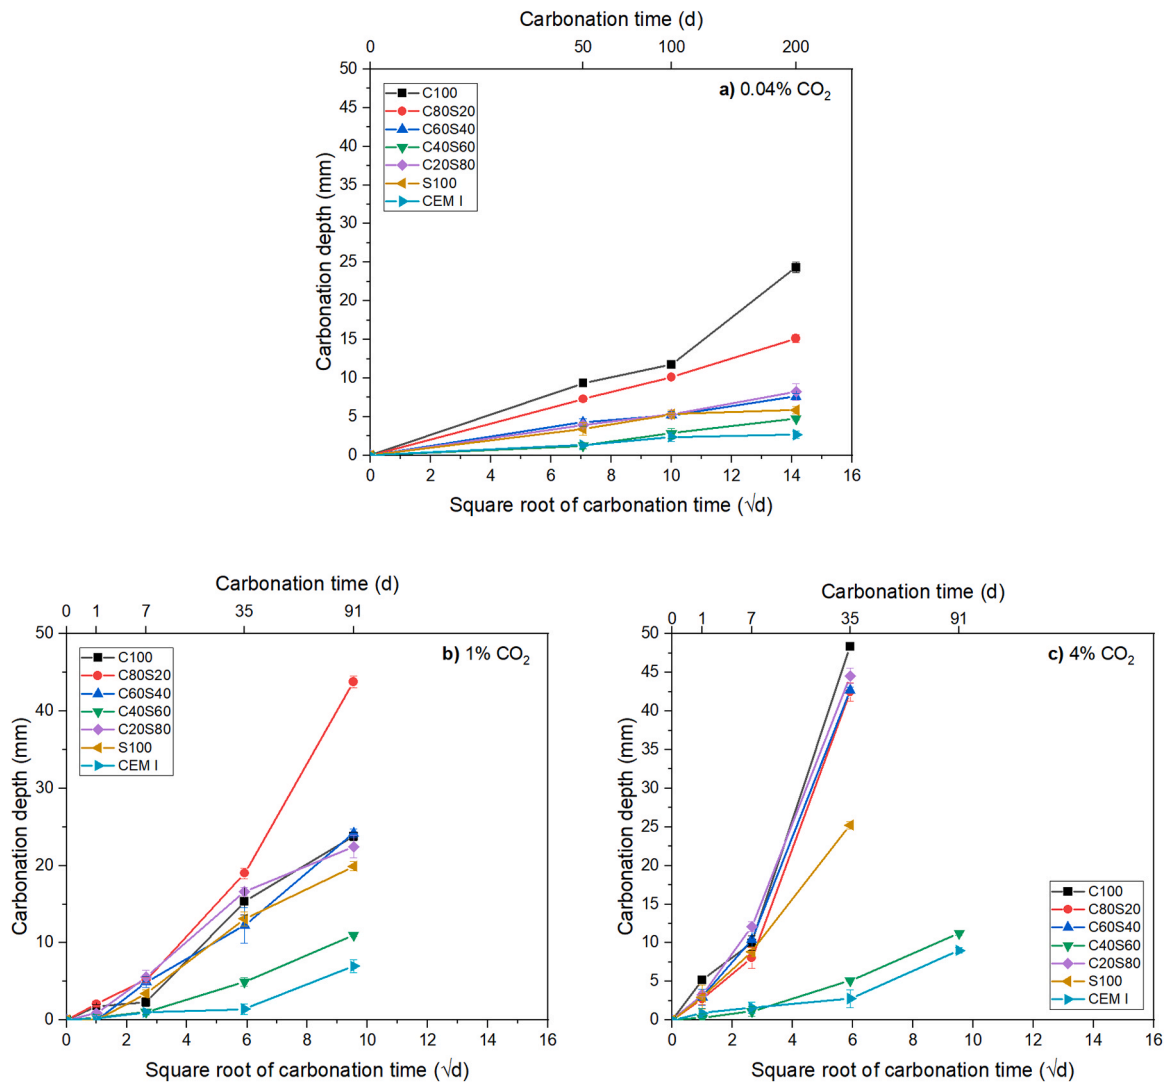 Carbonation time (d)
0 50 100 200
50
45
40
35
30
25
20
15
10
5
0
Carbonation depth (mm)
a) 0.04% CO₂
C100
C80S20
C60S40
C40S60
C20S80
S100
CEM I
0 2 4 6 8 10 12 14 16
Square root of carbonation time (√d)
Carbonation time (d)
0 1 7 35 91
50
40
30
20
10
0
Carbonation depth (mm)
b) 1% CO₂
C100
C80S20
C60S40
C40S60
C20S80
S100
CEM I
0 2 4 6 8 10 12 14 16
Square root of carbonation time (√d)
Carbonation time (d)
0 1 7 35 91
50
45
40
35
30
25
20
15
10
5
0
Carbonation depth (mm)
c) 4% CO₂
C100
C80S20
C60S40
C40S60
C20S80
S100
CEM I
0 2 4 6 8 10 12 14 16
Square root of carbonation time (√d)